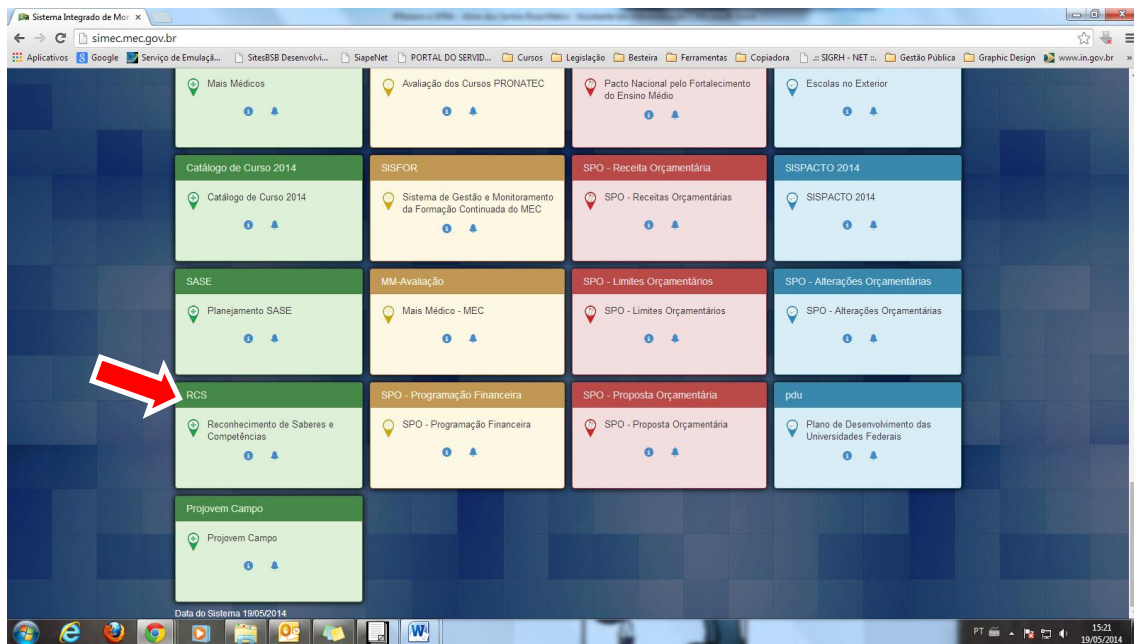 Sistema Integrado de Mor
simec.mec.gov.br
Aplicativos Google Serviço de Emulaçã... SitesBSB Desenvolvi... SiapeNet PORTAL DO SERVID... Cursos Legislação Besteira Ferramentas Copiadora .:: SIGRH - NET ::. Gestão Pública Graphic Design www.in.gov.br »
Mais Médicos
Avaliação dos Cursos PRONATEC
Pacto Nacional pelo Fortalecimento
do Ensino Médio
Escolas no Exterior
Catálogo de Curso 2014
Catálogo de Curso 2014
SISFOR
Sistema de Gestão e Monitoramento
da Formação Continuada do MEC
SPO - Receita Orçamentária
SPO - Receitas Orçamentárias
SISPACTO 2014
SISPACTO 2014
SASE
Planejamento SASE
MM-Avaliação
Mais Médico - MEC
SPO - Limites Orçamentários
SPO - Limites Orçamentários
SPO - Alterações Orçamentárias
SPO - Alterações Orçamentárias
RCS
Reconhecimento de Saberes e
Competências
SPO - Programação Financeira
SPO - Programação Financeira
SPO - Proposta Orçamentária
SPO - Proposta Orçamentária
pdu
Plano de Desenvolvimento das
Universidades Federais
Projovem Campo
Projovem Campo
Data do Sistema 19/05/2014
PT
15:21
19/05/2014